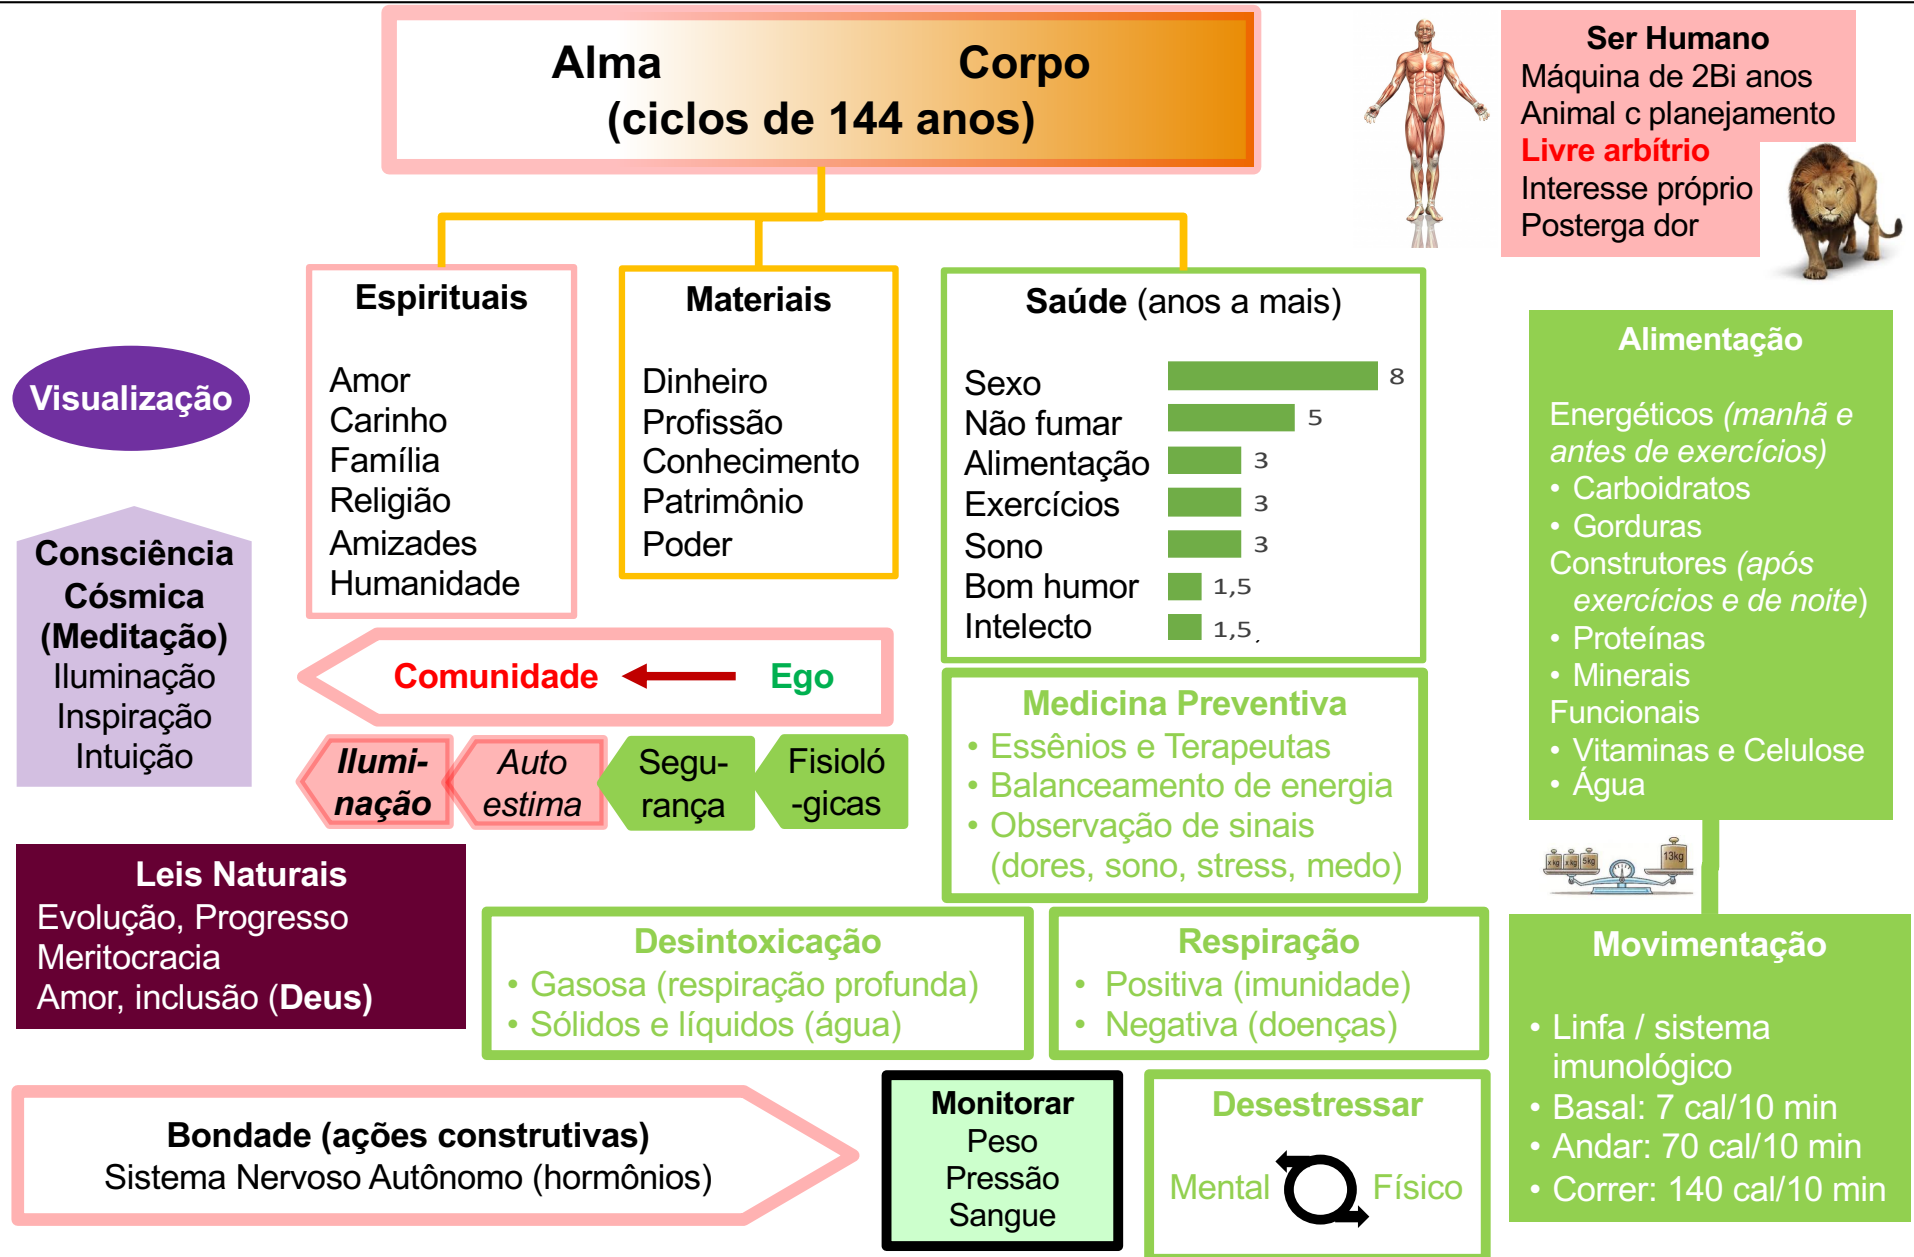 Alma Corpo
(ciclos de 144 anos)
Ser Humano
Máquina de 2Bi anos
Animal c planejamento
Livre arbítrio
Interesse próprio
Posterga dor
Espirituais
Amor
Carinho
Família
Religião
Amizades
Humanidade
Materiais
Dinheiro
Profissão
Conhecimento
Patrimônio
Poder
Saúde (anos a mais)
Sexo 8
Não fumar 5
Alimentação 3
Exercícios 3
Sono 3
Bom humor 1,5
Intelecto 1,5
Alimentação
Energéticos (manhã e
antes de exercícios)
• Carboidratos
• Gorduras
Construtores (após
exercícios e de noite)
• Proteínas
• Minerais
Funcionais
• Vitaminas e Celulose
• Água
Visualização
Consciência
Cósmica
(Meditação)
Iluminação
Inspiração
Intuição
Comunidade Ego
Ilumi-
nação
Auto
estima
Segu-
rança
Fisioló
-gicas
Medicina Preventiva
• Essênios e Terapeutas
• Balanceamento de energia
• Observação de sinais
(dores, sono, stress, medo)
x kg x kg 5kg 13kg
Leis Naturais
Evolução, Progresso
Meritocracia
Amor, inclusão (Deus)
Desintoxicação
• Gasosa (respiração profunda)
• Sólidos e líquidos (água)
Respiração
• Positiva (imunidade)
• Negativa (doenças)
Movimentação
• Linfa / sistema
imunológico
• Basal: 7 cal/10 min
• Andar: 70 cal/10 min
• Correr: 140 cal/10 min
Bondade (ações construtivas)
Sistema Nervoso Autônomo (hormônios)
Monitorar
Peso
Pressão
Sangue
Desestressar
Mental Físico